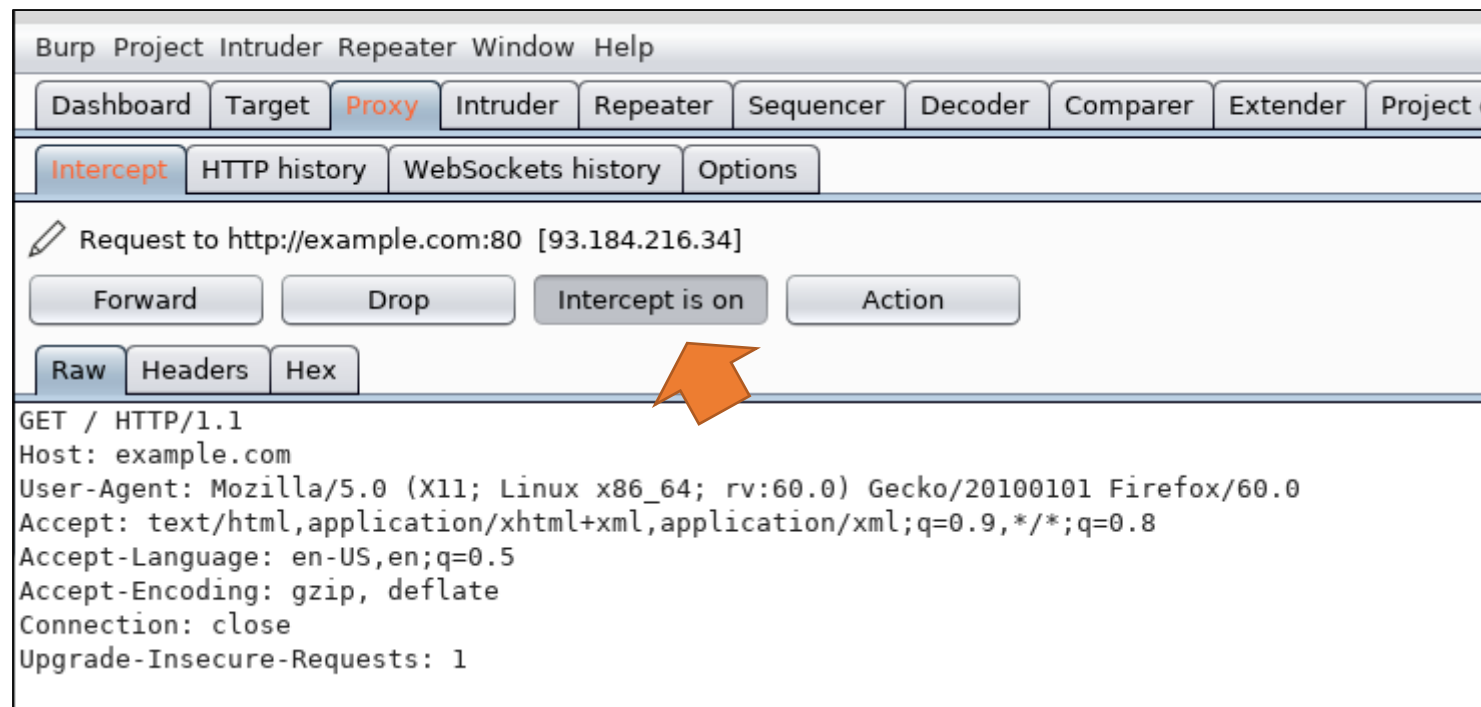 Burp Project Intruder Repeater Window Help
Dashboard Target Proxy Intruder Repeater Sequencer Decoder Comparer Extender Project
Intercept HTTP history WebSockets history Options
Request to http://example.com:80 [93.184.216.34]
Forward Drop Intercept is on Action
Raw Headers Hex
GET / HTTP/1.1
Host: example.com
User-Agent: Mozilla/5.0 (X11; Linux x86_64; rv:60.0) Gecko/20100101 Firefox/60.0
Accept: text/html,application/xhtml+xml,application/xml;q=0.9,*/*;q=0.8
Accept-Language: en-US,en;q=0.5
Accept-Encoding: gzip, deflate
Connection: close
Upgrade-Insecure-Requests: 1